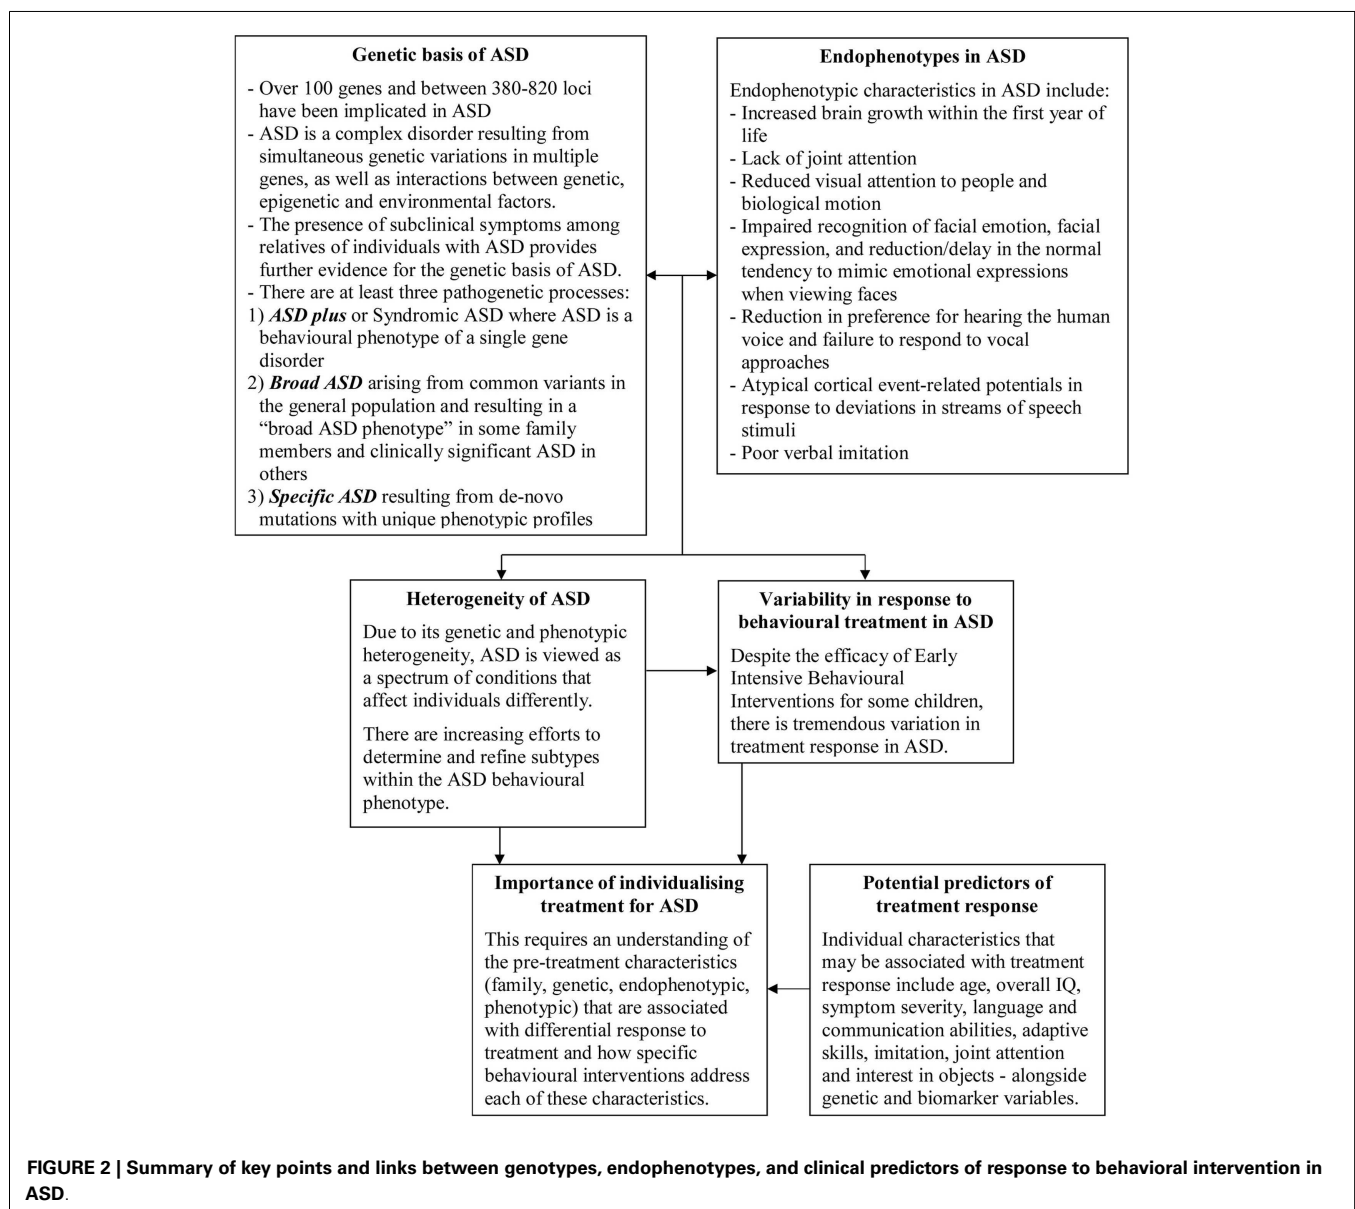 Genetic basis of ASD
- Over 100 genes and between 380-820 loci
have been implicated in ASD
- ASD is a complex disorder resulting from
simultaneous genetic variations in multiple
genes, as well as interactions between genetic,
epigenetic and environmental factors.
- The presence of subclinical symptoms among
relatives of individuals with ASD provides
further evidence for the genetic basis of ASD.
- There are at least three pathogenetic processes:
1) ASD plus or Syndromic ASD where ASD is a
behavioural phenotype of a single gene
disorder
2) Broad ASD arising from common variants in
the general population and resulting in a
“broad ASD phenotype” in some family
members and clinically significant ASD in
others
3) Specific ASD resulting from de-novo
mutations with unique phenotypic profiles
Endophenotypes in ASD
Endophenotypic characteristics in ASD include:
- Increased brain growth within the first year of
life
- Lack of joint attention
- Reduced visual attention to people and
biological motion
- Impaired recognition of facial emotion, facial
expression, and reduction/delay in the normal
tendency to mimic emotional expressions
when viewing faces
- Reduction in preference for hearing the human
voice and failure to respond to vocal
approaches
- Atypical cortical event-related potentials in
response to deviations in streams of speech
stimuli
- Poor verbal imitation
Heterogeneity of ASD
Due to its genetic and phenotypic
heterogeneity, ASD is viewed as
a spectrum of conditions that
affect individuals differently.
There are increasing efforts to
determine and refine subtypes
within the ASD behavioural
phenotype.
Variability in response to
behavioural treatment in ASD
Despite the efficacy of Early
Intensive Behavioural
Interventions for some children,
there is tremendous variation in
treatment response in ASD.
Importance of individualising
treatment for ASD
This requires an understanding of
the pre-treatment characteristics
(family, genetic, endophenotypic,
phenotypic) that are associated
with differential response to
treatment and how specific
behavioural interventions address
each of these characteristics.
Potential predictors of
treatment response
Individual characteristics that
may be associated with treatment
response include age, overall IQ,
symptom severity, language and
communication abilities, adaptive
skills, imitation, joint attention
and interest in objects - alongside
genetic and biomarker variables.
FIGURE 2 | Summary of key points and links between genotypes, endophenotypes, and clinical predictors of response to behavioral intervention in
ASD.